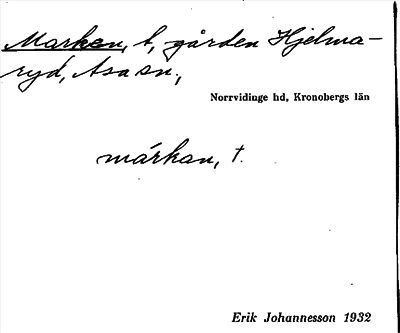 Marken, t, gården Hjelma-
ryd, Asa sn.,
Norrvidinge hd, Kronobergs län
márkan, t.
Erik Johannesson 1932